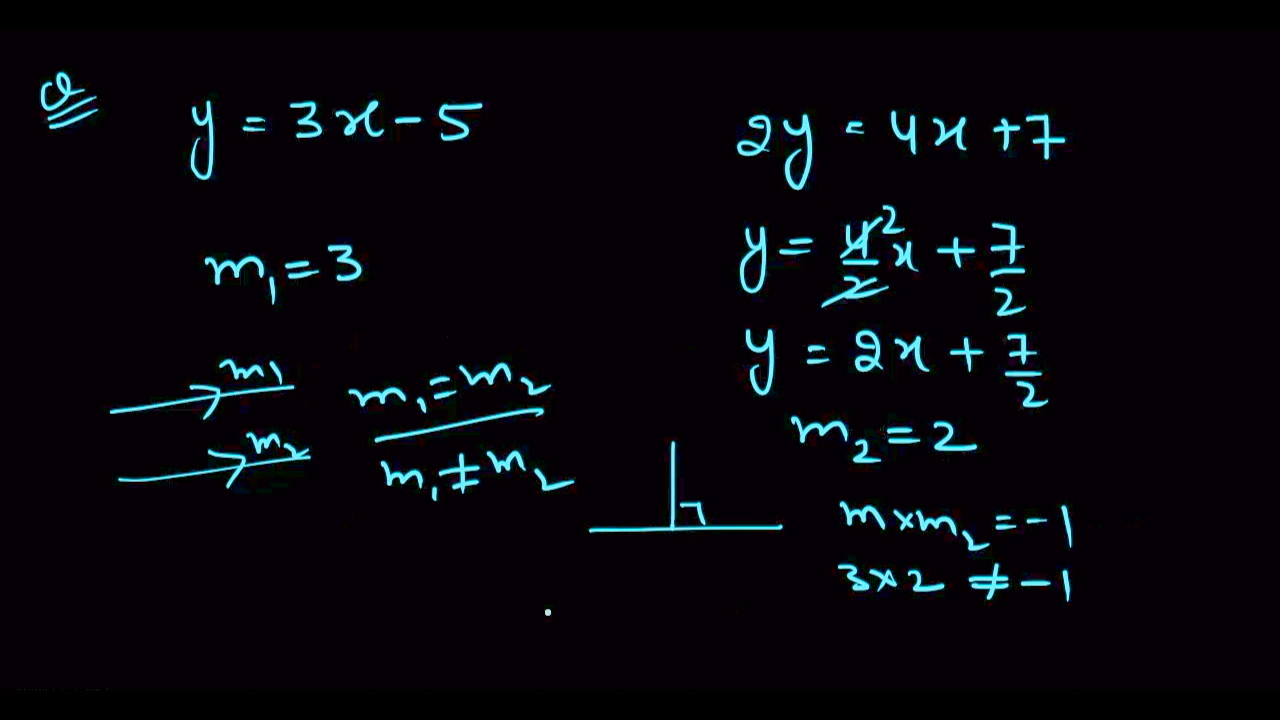 Q
y = 3x - 5
m₁ = 3
m₁
m₂
m₁ = m₂
m₁ ≠ m₂
2y = 4x + 7
y = 4/2 2 x + 7/2
y = 2x + 7/2
m₂ = 2
m × m₂ = -1
3 × 2 ≠ -1